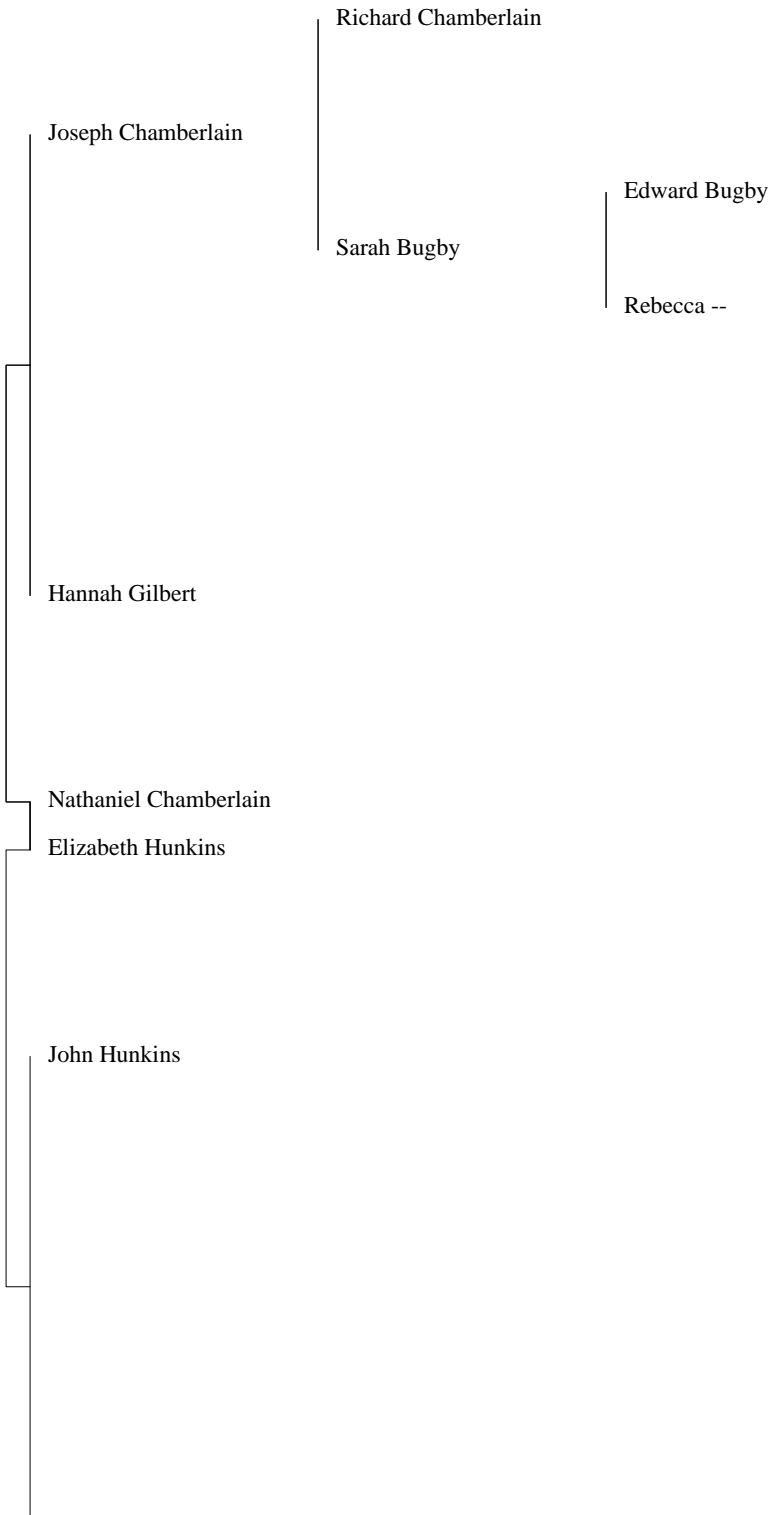 Richard Chamberlain
Joseph Chamberlain
Edward Bugby
Sarah Bugby
Rebecca --
Hannah Gilbert
Nathaniel Chamberlain
Elizabeth Hunkins
John Hunkins